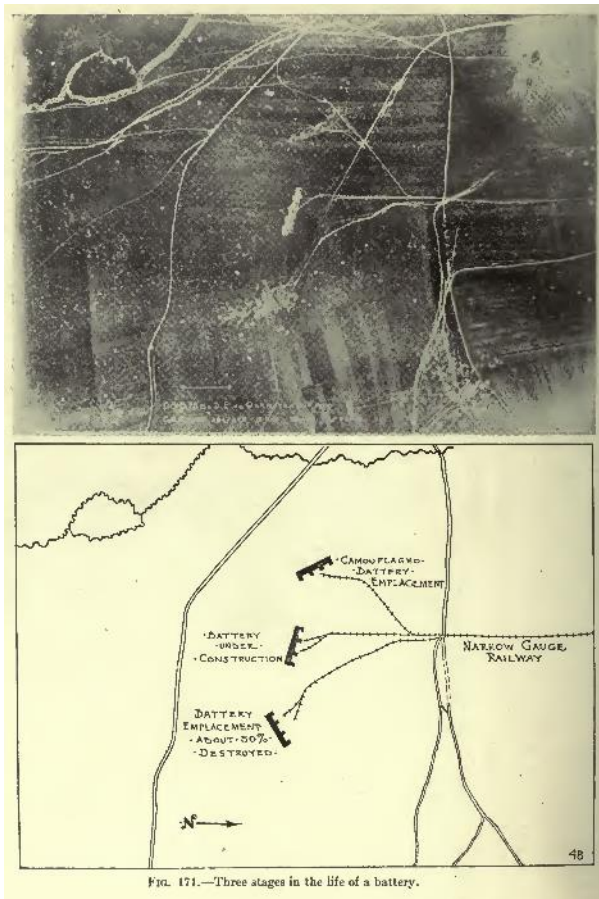 ·CAMOUFLAGED·
·BATTERY·
EMPLACEMENT
·BATTERY
·UNDER·
·CONSTRUCTION
NARROW GAUGE
RAILWAY
BATTERY
EMPLACEMENT
·ABOUT·50%·
·DESTROYED·
N
48
FIG. 171.—Three stages in the life of a battery.